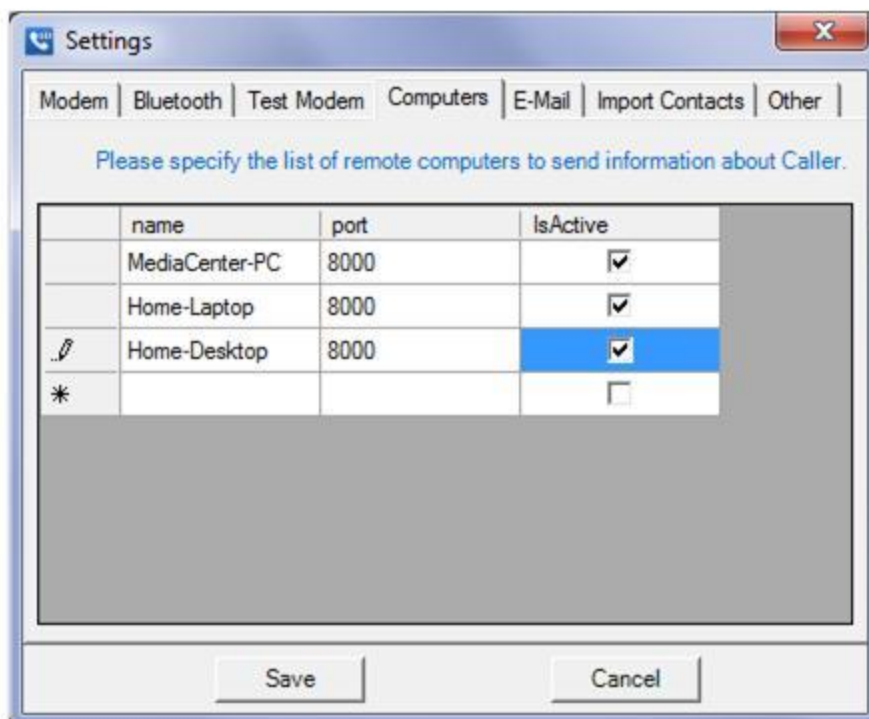 Settings
Modem Bluetooth Test Modem Computers E-Mail Import Contacts Other
Please specify the list of remote computers to send information about Caller.
name port IsActive
MediaCenter-PC 8000
Home-Laptop 8000
Home-Desktop 8000
Save Cancel